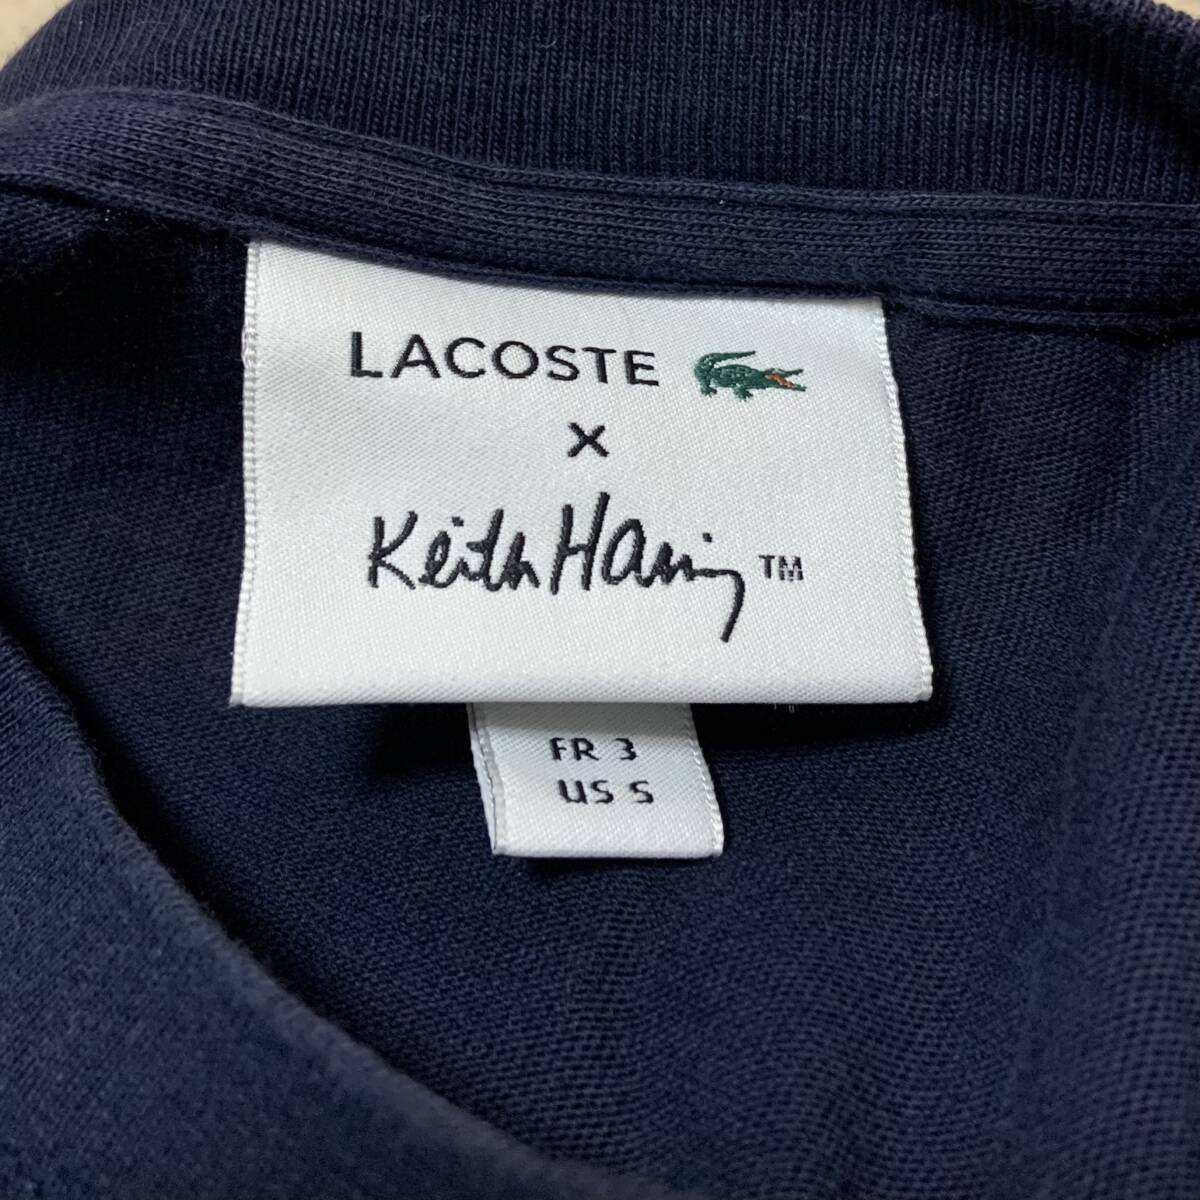 LACOSTE
×
Keith Haring™
FR 3
US S